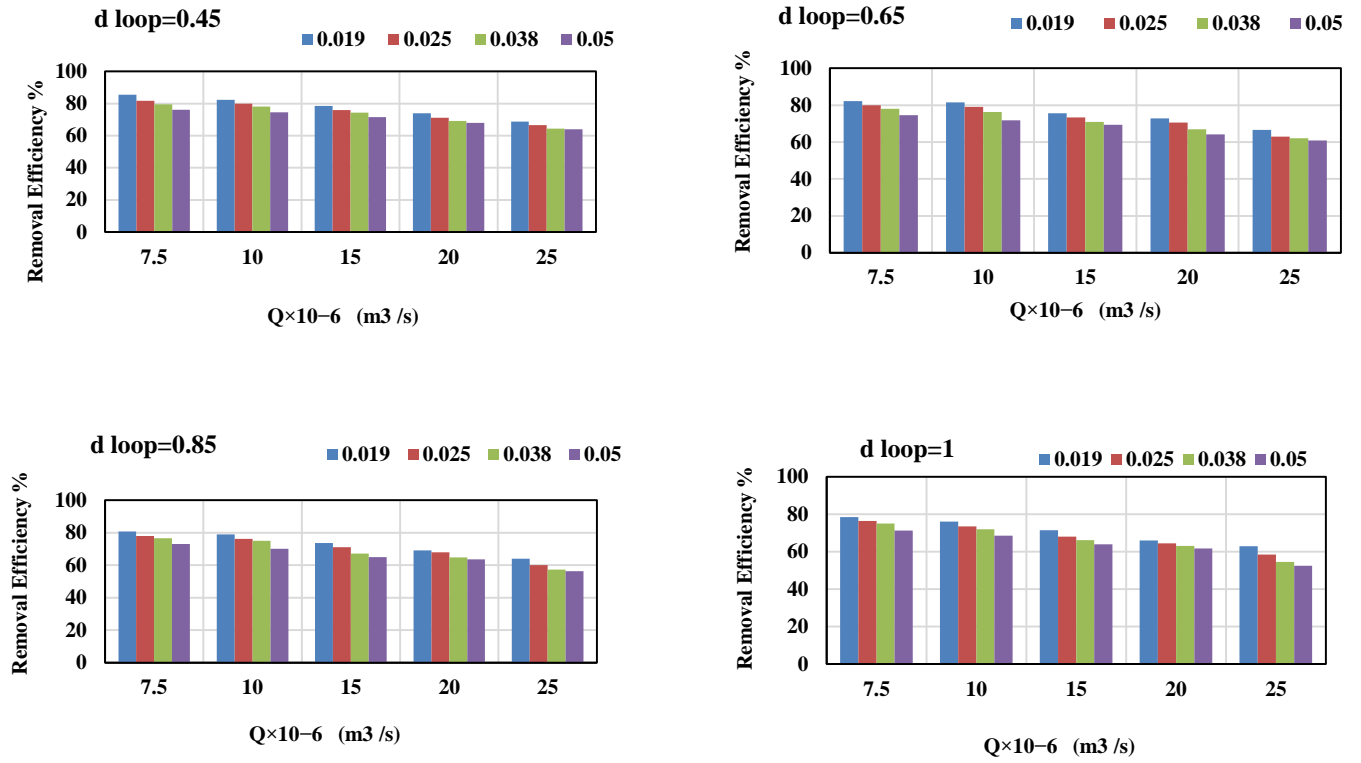 d loop=0.45
0.019 0.025 0.038 0.05
Removal Efficiency %
100
80
60
40
20
0
7.5 10 15 20 25
Q×10−6 (m3 /s)
d loop=0.65
0.019 0.025 0.038 0.05
Removal Efficiency %
100
80
60
40
20
0
7.5 10 15 20 25
Q×10−6 (m3 /s)
d loop=0.85
0.019 0.025 0.038 0.05
Removal Efficiency %
100
80
60
40
20
0
7.5 10 15 20 25
Q×10−6 (m3 /s)
d loop=1
0.019 0.025 0.038 0.05
Removal Efficiency %
100
80
60
40
20
0
7.5 10 15 20 25
Q×10−6 (m3 /s)